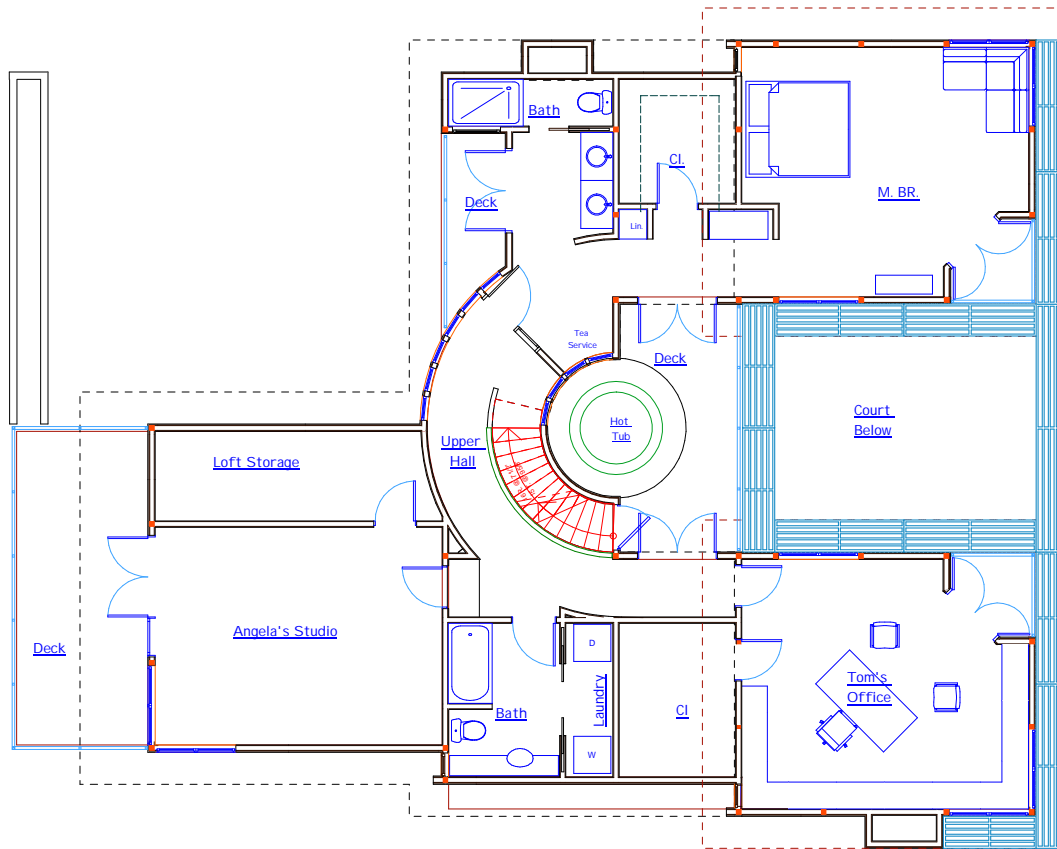 Bath
Cl.
M. BR.
Deck
Lin.
Tea
Service
Deck
Hot
Tub
Court
Below
Upper
Hall
Loft Storage
Angela's Studio
Deck
D
Laundry
Tom's
Office
Bath
Cl
W